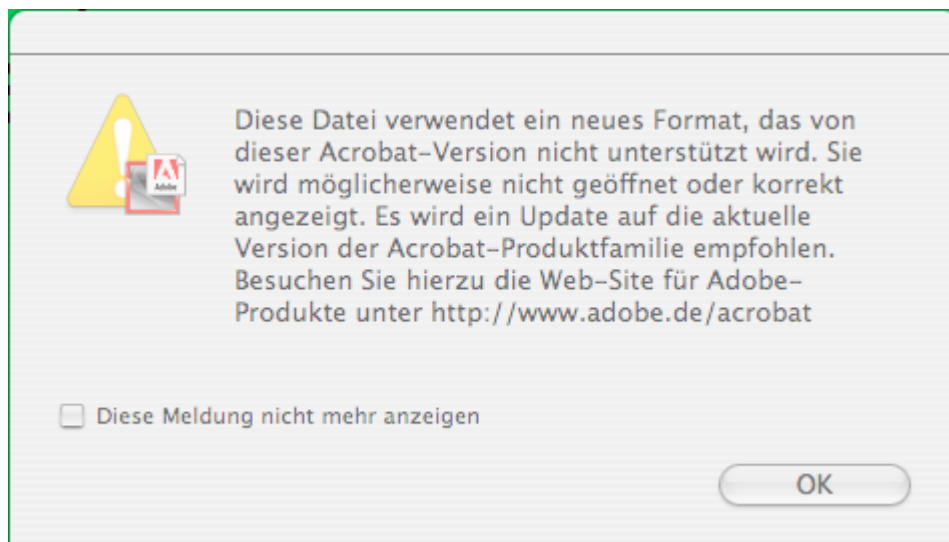 Diese Datei verwendet ein neues Format, das von
dieser Acrobat-Version nicht unterstützt wird. Sie
wird möglicherweise nicht geöffnet oder korrekt
angezeigt. Es wird ein Update auf die aktuelle
Version der Acrobat-Produktfamilie empfohlen.
Besuchen Sie hierzu die Web-Site für Adobe-
Produkte unter http://www.adobe.de/acrobat
Adobe
Diese Meldung nicht mehr anzeigen
OK